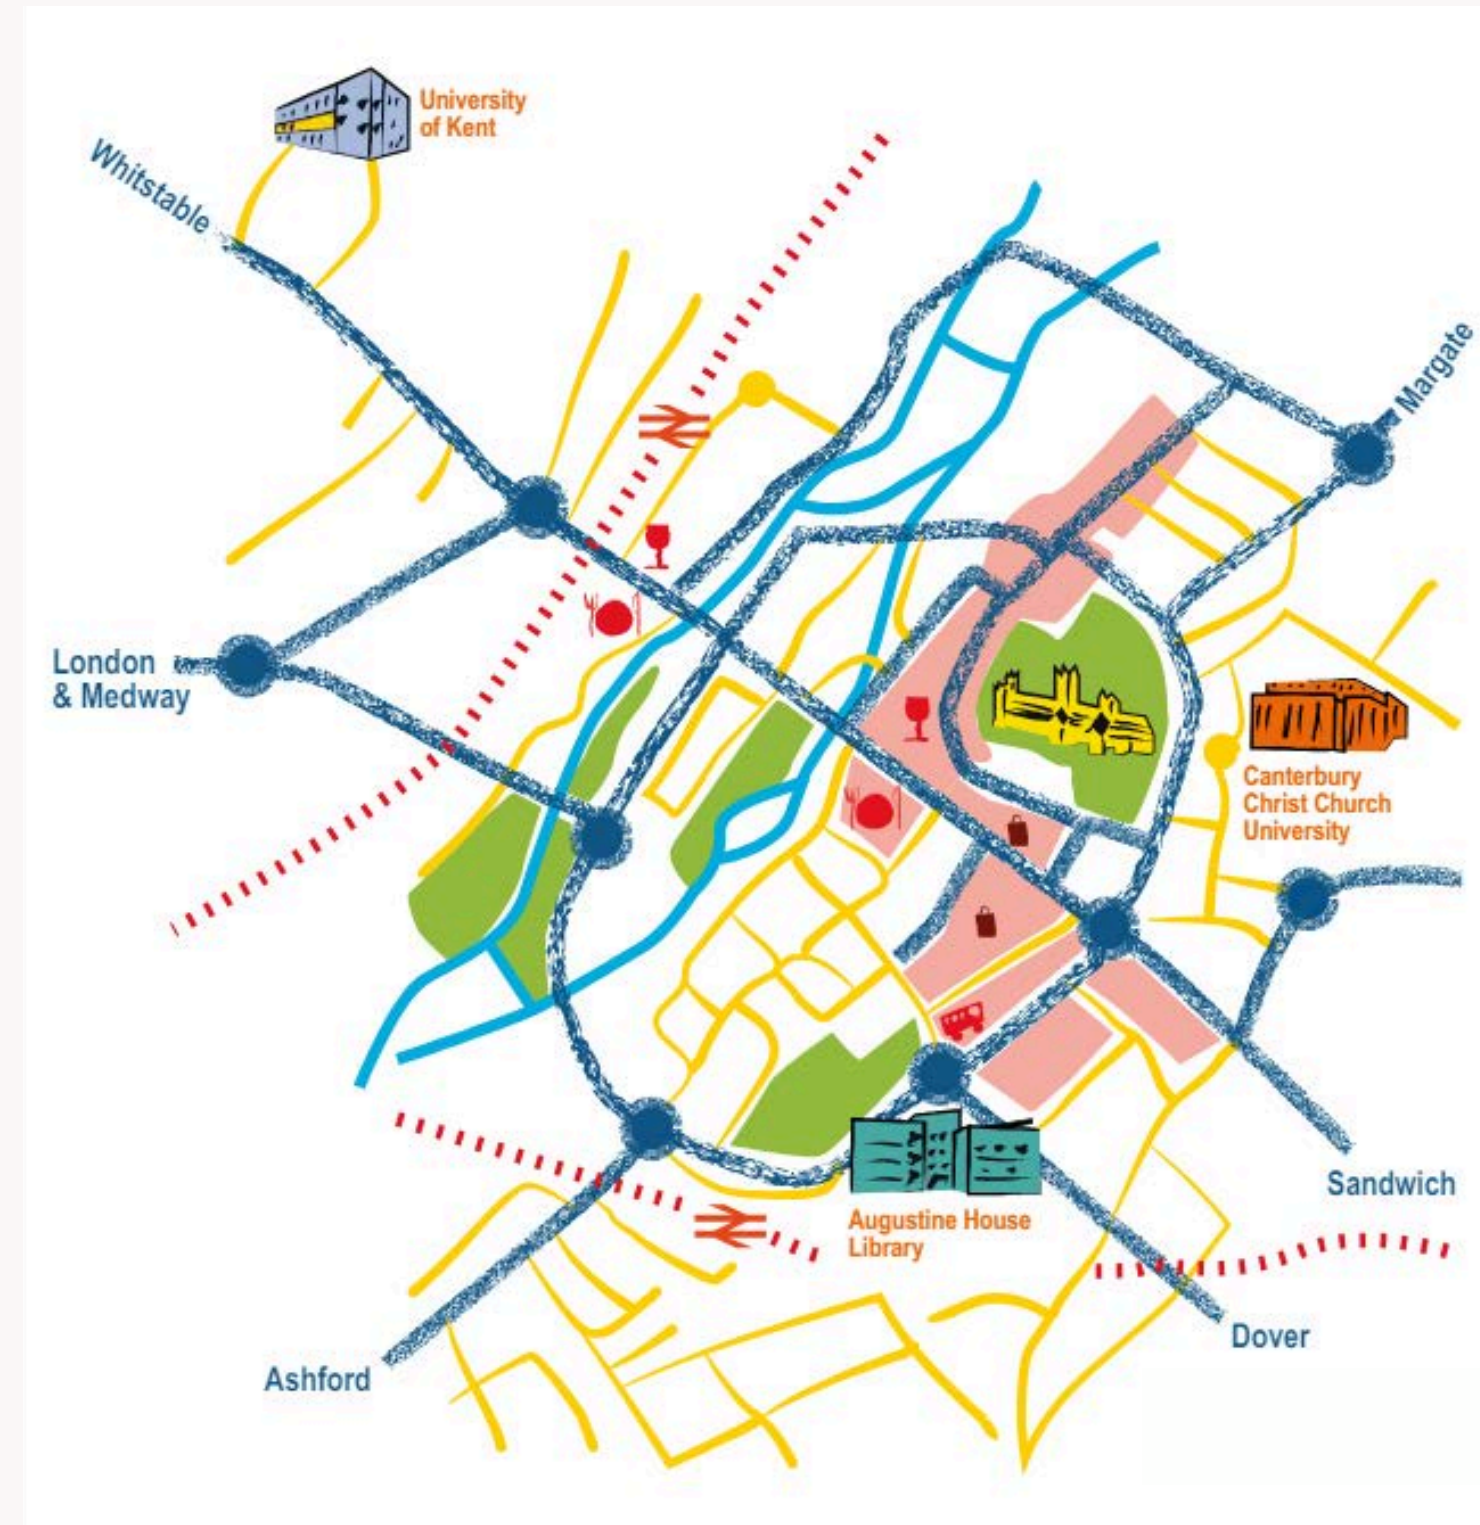 University
of Kent
Whitstable
Margate
London
& Medway
Canterbury
Christ Church
University
Sandwich
Augustine House
Library
Dover
Ashford